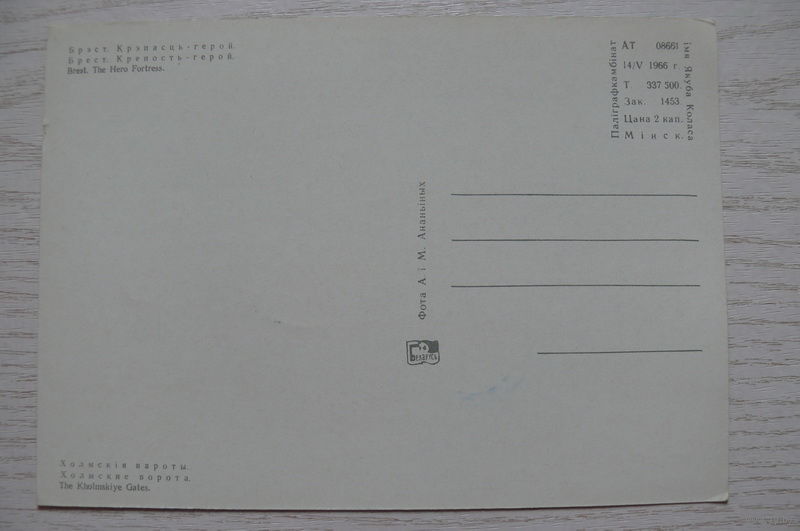 Брэст. Крэпасць-герой.
Брест. Крепость-герой.
Brest. The Hero Fortress.
Паліграфкамбінат
АТ 08661
14/V 1966 г.
Т 337 500.
Зак. 1453.
Цана 2 кап.
Мінск.
імя Якуба Коласа
Фота А і М. Ананьіных
Беларусь
Холмскія вароты.
Холмские ворота.
The Kholmskiye Gates.